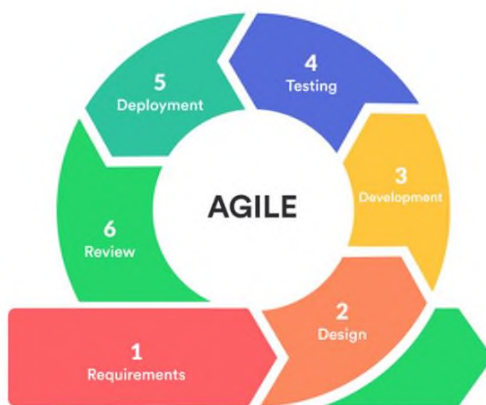 AGILE
1
Requirements
2
Design
3
Development
4
Testing
5
Deployment
6
Review